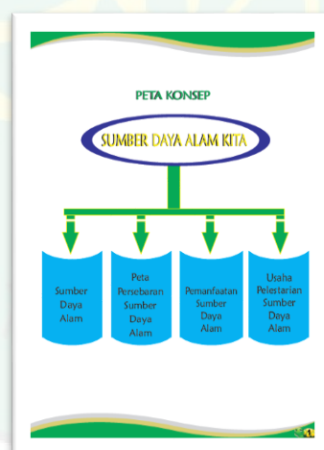 PETA KONSEP
SUMBER DAYA ALAM KITA
Sumber
Daya
Alam
Peta
Persebaran
Sumber
Daya
Alam
Pemanfaatan
Sumber
Daya
Alam
Usaha
Pelestarian
Sumber
Daya
Alam